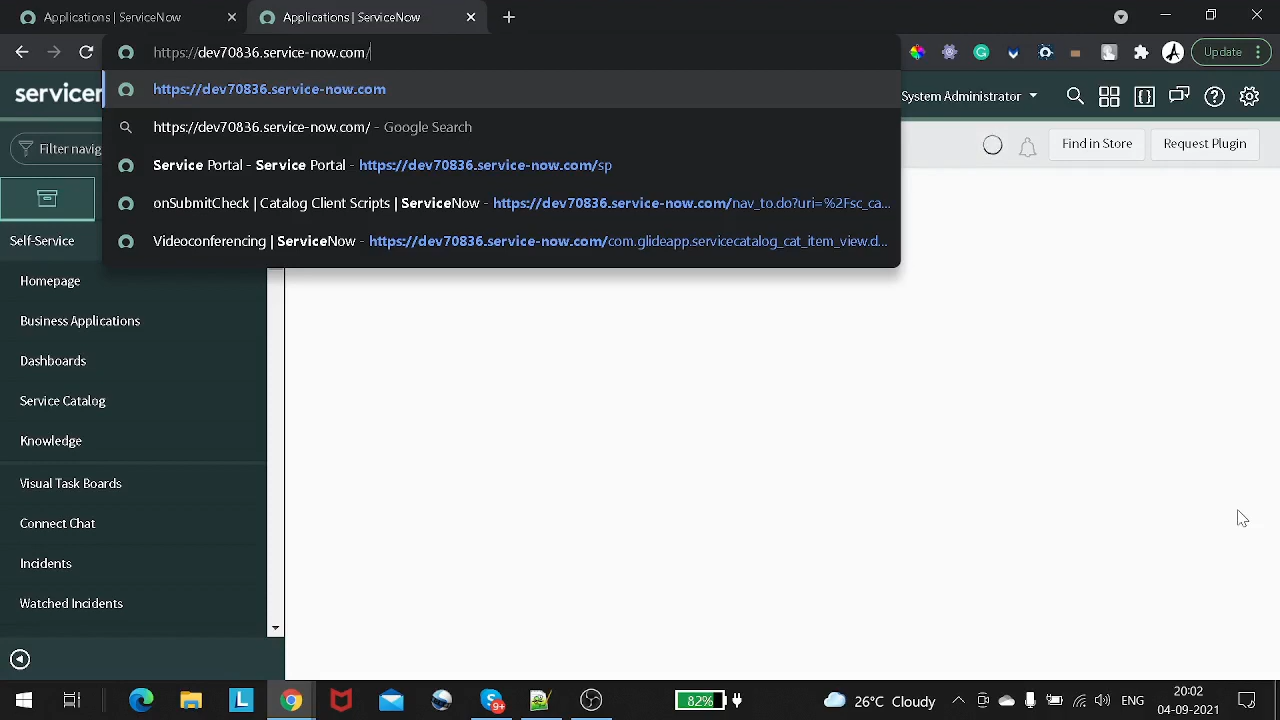 Applications | ServiceNow
Applications | ServiceNow
https://dev70836.service-now.com/
Update
https://dev70836.service-now.com
https://dev70836.service-now.com/ - Google Search
Service Portal - Service Portal - https://dev70836.service-now.com/sp
onSubmitCheck | Catalog Client Scripts | ServiceNow - https://dev70836.service-now.com/nav_to.do?uri=%2Fsc_ca...
Videoconferencing | ServiceNow - https://dev70836.service-now.com/com.glideapp.servicecatalog_cat_item_view.d...
servicer
System Administrator
Filter navig
Find in Store
Request Plugin
Self-Service
Homepage
Business Applications
Dashboards
Service Catalog
Knowledge
Visual Task Boards
Connect Chat
Incidents
Watched Incidents
L
9+
82%
26°C Cloudy
ENG
20:02
04-09-2021